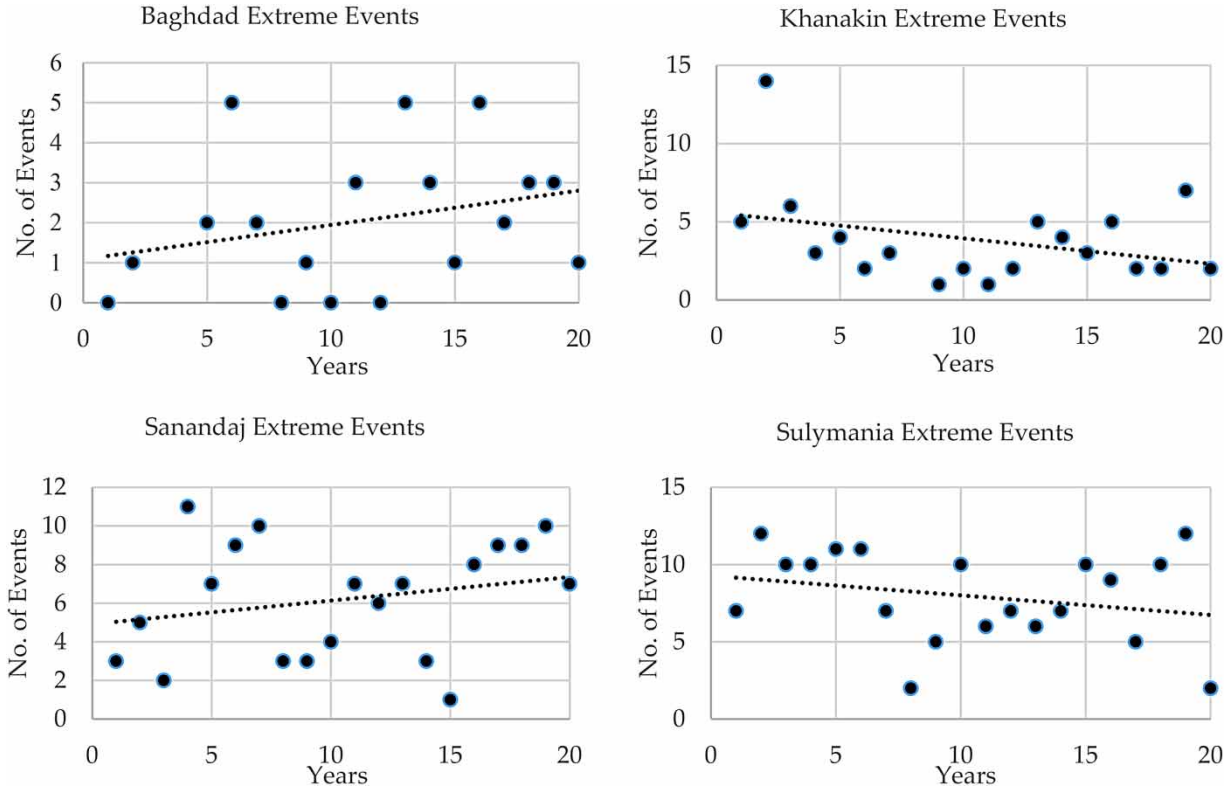 Baghdad Extreme Events
No. of Events
6
5
4
3
2
1
0
0 5 10 15 20
Years
Khanakin Extreme Events
No. of Events
15
10
5
0
0 5 10 15 20
Years
Sanandaj Extreme Events
No. of Events
12
10
8
6
4
2
0
0 5 10 15 20
Years
Sulymania Extreme Events
No. of Events
15
10
5
0
0 5 10 15 20
Years